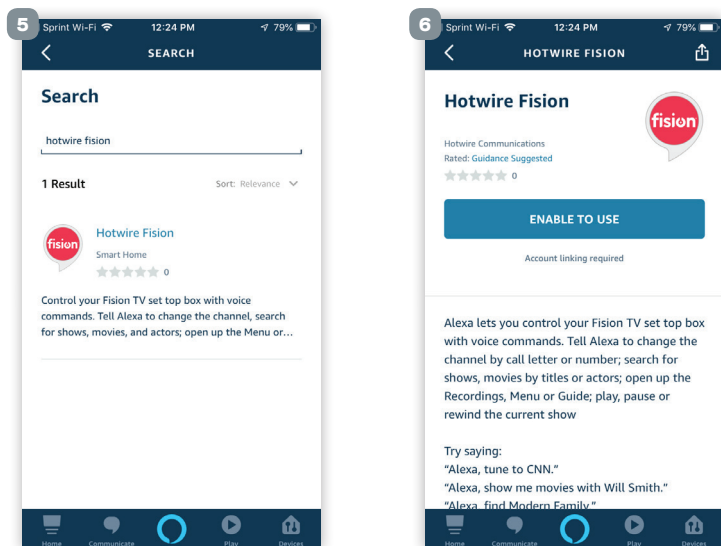 5
Sprint Wi-Fi 12:24 PM 79%
SEARCH
Search
hotwire fision
1 Result Sort: Relevance
fision
Hotwire Fision
Smart Home
0
Control your Fision TV set top box with voice
commands. Tell Alexa to change the channel, search
for shows, movies, and actors; open up the Menu or...
Home Communicate Play Devices
6
Sprint Wi-Fi 12:24 PM 79%
HOTWIRE FISION
Hotwire Fision
fision
Hotwire Communications
Rated: Guidance Suggested
0
ENABLE TO USE
Account linking required
Alexa lets you control your Fision TV set top box
with voice commands. Tell Alexa to change the
channel by call letter or number; search for
shows, movies by titles or actors; open up the
Recordings, Menu or Guide; play, pause or
rewind the current show
Try saying:
"Alexa, tune to CNN."
"Alexa, show me movies with Will Smith."
"Alexa, find Modern Family"
Home Communicate Play Devices